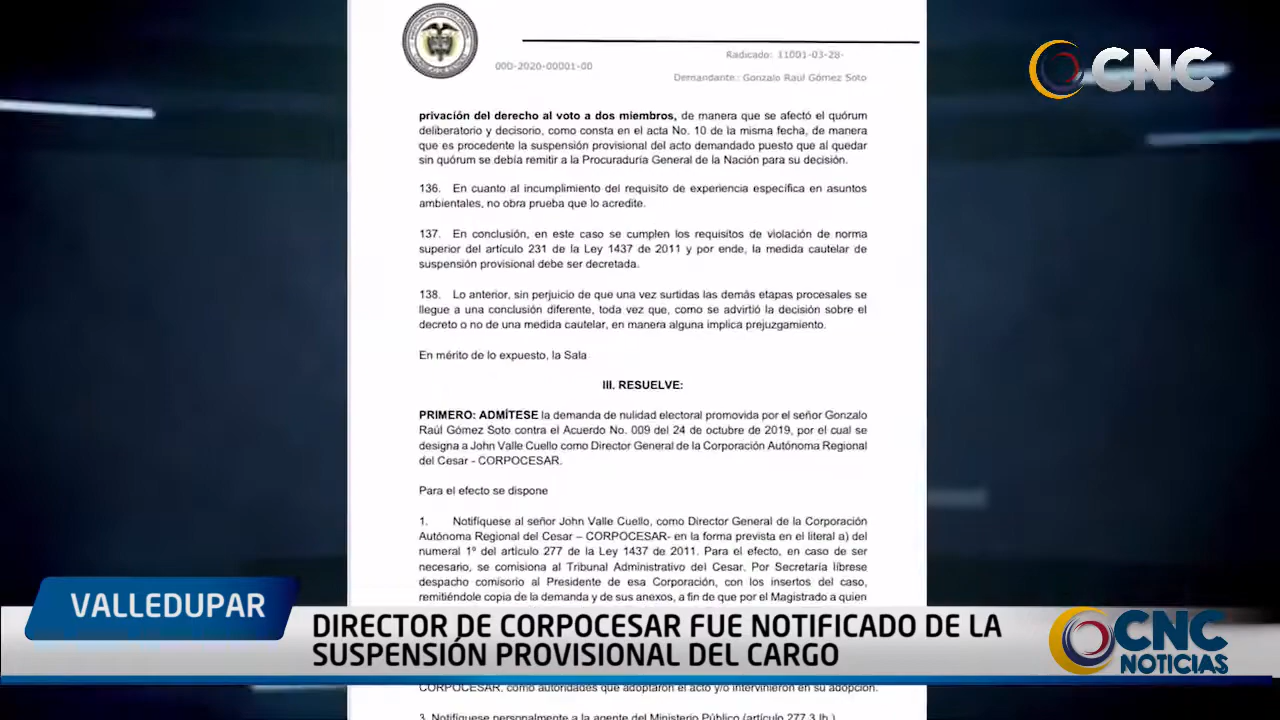 Radicado: 11001-03-28-
000-2020-00001-00
Demandante: Gonzalo Raúl Gómez Soto
CNC
privación del derecho al voto a dos miembros, de manera que se afectó el quórum
deliberatorio y decisorio, como consta en el acta No. 10 de la misma fecha, de manera
que es procedente la suspensión provisional del acto demandado puesto que al quedar
sin quórum se debía remitir a la Procuraduría General de la Nación para su decisión.
136. En cuanto al incumplimiento del requisito de experiencia específica en asuntos
ambientales, no obra prueba que lo acredite.
137. En conclusión, en este caso se cumplen los requisitos de violación de norma
superior del artículo 231 de la Ley 1437 de 2011 y por ende, la medida cautelar de
suspensión provisional debe ser decretada.
138. Lo anterior, sin perjuicio de que una vez surtidas las demás etapas procesales se
llegue a una conclusión diferente, toda vez que, como se advirtió la decisión sobre el
decreto o no de una medida cautelar, en manera alguna implica prejuzgamiento.
En mérito de lo expuesto, la Sala
III. RESUELVE:
PRIMERO: ADMÍTESE la demanda de nulidad electoral promovida por el señor Gonzalo
Raúl Gómez Soto contra el Acuerdo No. 009 del 24 de octubre de 2019, por el cual se
designa a John Valle Cuello como Director General de la Corporación Autónoma Regional
del Cesar - CORPOCESAR.
Para el efecto se dispone
1. Notifíquese al señor John Valle Cuello, como Director General de la Corporación
Autónoma Regional del Cesar – CORPOCESAR- en la forma prevista en el literal a) del
numeral 1º del artículo 277 de la Ley 1437 de 2011. Para el efecto, en caso de ser
necesario, se comisiona al Tribunal Administrativo del Cesar. Por Secretaría líbrese
despacho comisorio al Presidente de esa Corporación, con los insertos del caso,
remitiéndole copia de la demanda y de sus anexos, a fin de que por el Magistrado a quien
VALLEDUPAR
DIRECTOR DE CORPOCESAR FUE NOTIFICADO DE LA
SUSPENSIÓN PROVISIONAL DEL CARGO
CNC
NOTICIAS
CORPOCESAR, como autoridades que adoptaron el acto y/o intervinieron en su adopción.
3. Notifíquese personalmente a la agente del Ministerio Público (artículo 277.3 Ib.)